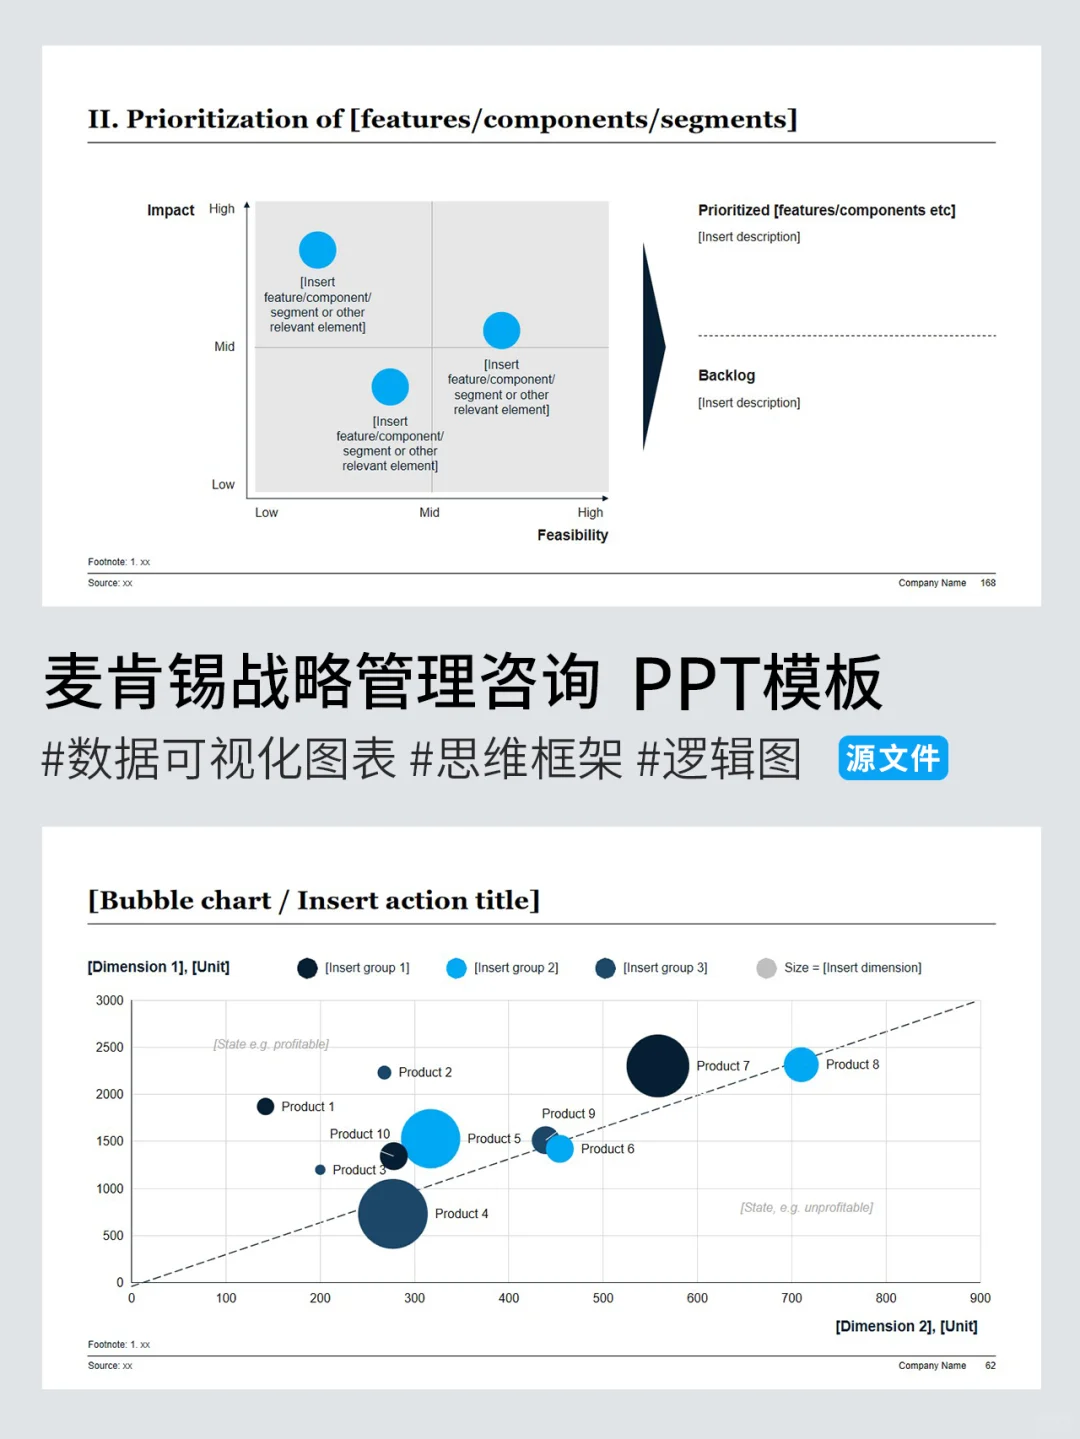 II. Prioritization of [features/components/segments]
Impact
High
Mid
Low
[Insert
feature/component/
segment or other
relevant element]
[Insert
feature/component/
segment or other
relevant element]
[Insert
feature/component/
segment or other
relevant element]
Low
Mid
High
Feasibility
Prioritized [features/components etc]
[Insert description]
Backlog
[Insert description]
Footnote: 1. xx
Source: xx
Company Name 168
麦肯锡战略管理咨询 PPT模板
#数据可视化图表 #思维框架 #逻辑图 源文件
[Bubble chart / Insert action title]
[Dimension 1], [Unit]
[Insert group 1]
[Insert group 2]
[Insert group 3]
Size = [Insert dimension]
3000
2500
2000
1500
1000
500
0
[State e.g. profitable]
Product 2
Product 1
Product 10
Product 3
Product 5
Product 4
Product 9
Product 6
Product 7
Product 8
[State, e.g. unprofitable]
0 100 200 300 400 500 600 700 800 900
[Dimension 2], [Unit]
Footnote: 1. xx
Source: xx
Company Name 62